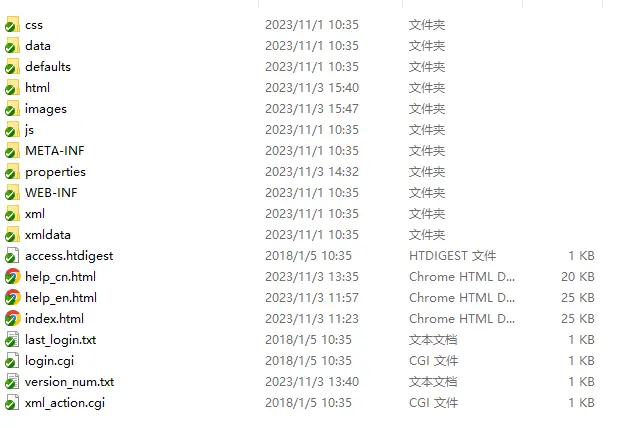 css 2023/11/1 10:35 文件夹
data 2023/11/1 10:35 文件夹
defaults 2023/11/1 10:35 文件夹
html 2023/11/3 15:40 文件夹
images 2023/11/3 15:47 文件夹
js 2023/11/1 10:35 文件夹
META-INF 2023/11/1 10:35 文件夹
properties 2023/11/3 14:32 文件夹
WEB-INF 2023/11/1 10:35 文件夹
xml 2023/11/1 10:35 文件夹
xmldata 2023/11/1 10:35 文件夹
access.htdigest 2018/1/5 10:35 HTDIGEST 文件 1 KB
help_cn.html 2023/11/3 13:35 Chrome HTML D... 20 KB
help_en.html 2023/11/3 11:57 Chrome HTML D... 25 KB
index.html 2023/11/3 11:23 Chrome HTML D... 25 KB
last_login.txt 2018/1/5 10:35 文本文档 1 KB
login.cgi 2018/1/5 10:35 CGI 文件 1 KB
version_num.txt 2023/11/3 13:40 文本文档 1 KB
xml_action.cgi 2018/1/5 10:35 CGI 文件 1 KB